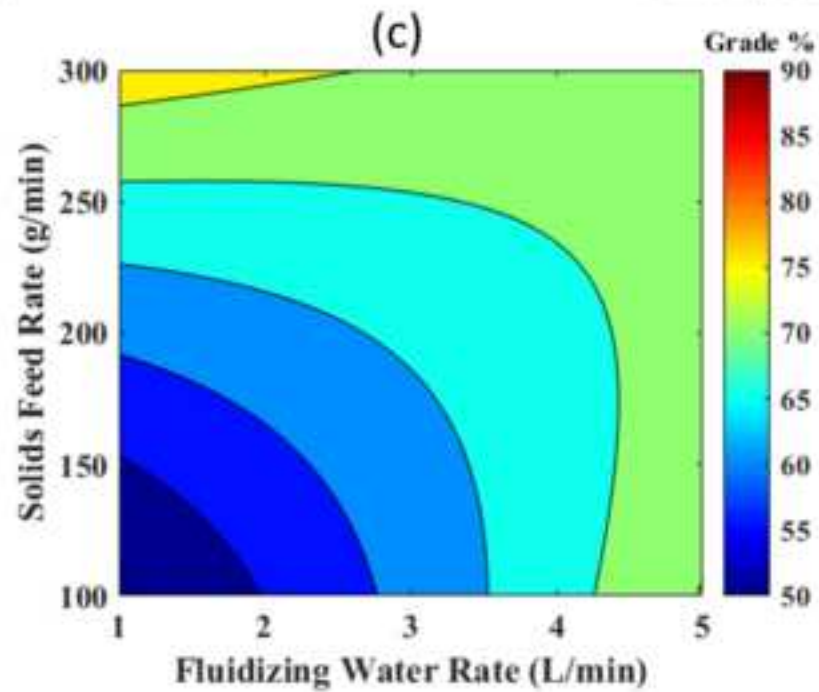 (c)
Grade %
Solids Feed Rate (g/min)
300
250
200
150
100
1 2 3 4 5
Fluidizing Water Rate (L/min)
90
85
80
75
70
65
60
55
50